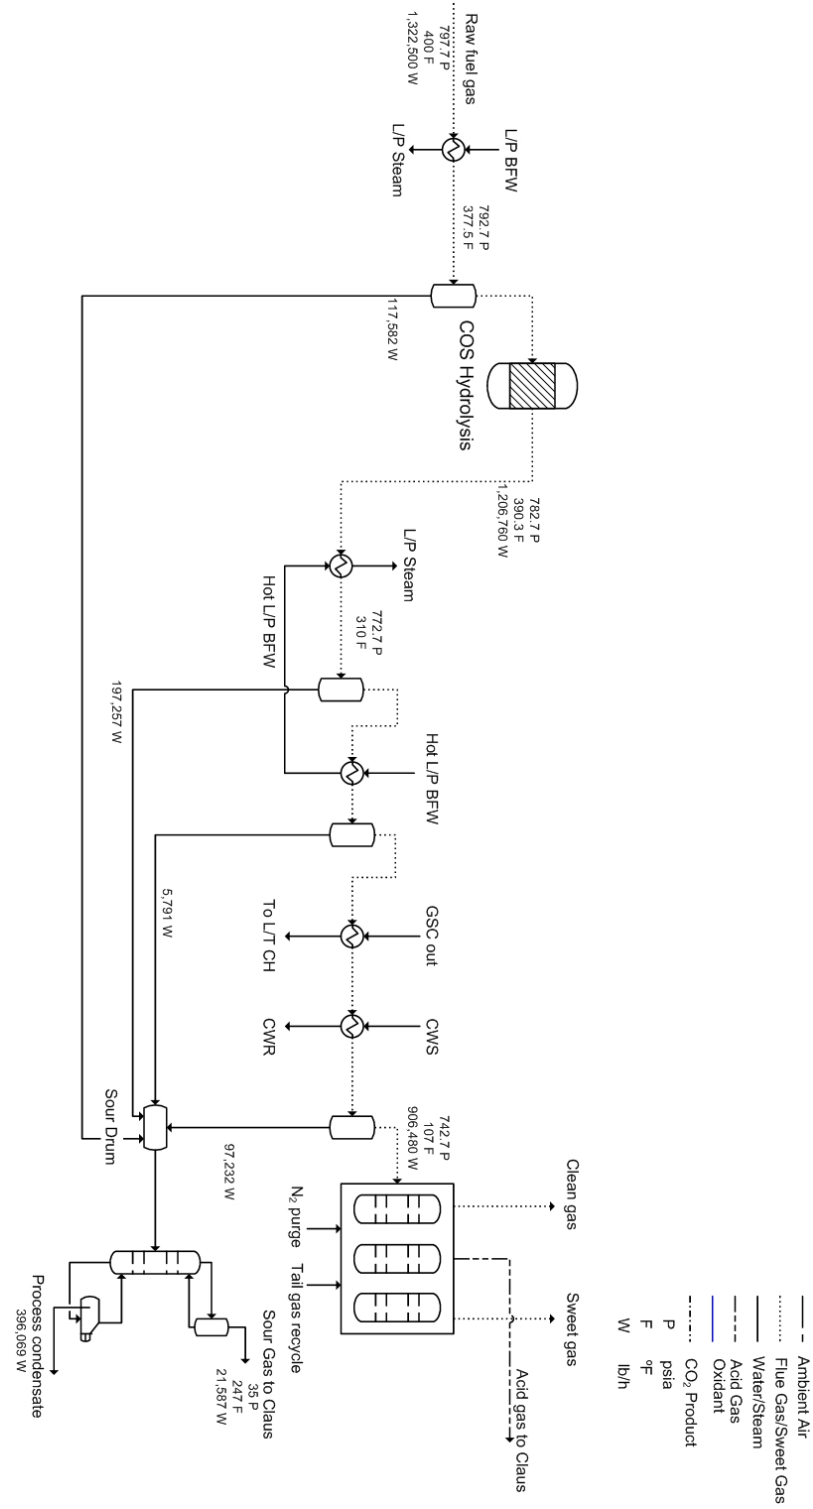 Raw fuel gas
797.7 P
400 F
1,322,500 W
L/P BFW
L/P Steam
792.7 P
377.5 F
117,582 W
COS Hydrolysis
782.7 P
390.3 F
1,206,760 W
L/P Steam
Hot L/P BFW
772.7 P
310 F
197,257 W
Hot L/P BFW
5,791 W
GSC out
To L/T CH
CWS
CWR
742.7 P
107 F
906,480 W
97,232 W
Sour Drum
Clean gas
Sweet gas
N₂ purge
Tail gas recycle
Acid gas to Claus
Sour Gas to Claus
35 P
247 F
21,587 W
Process condensate
396,069 W
Ambient Air
Flue Gas/Sweet Gas
Water/Steam
Acid Gas
Oxidant
CO₂ Product
P psia
F ºF
W lb/h